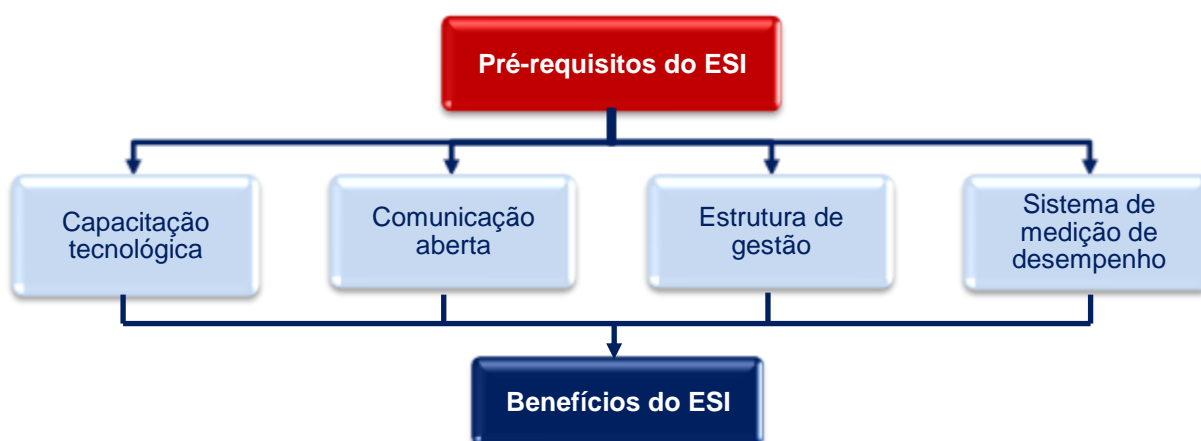 Pré-requisitos do ESI
Capacitação
tecnológica
Comunicação
aberta
Estrutura de
gestão
Sistema de
medição de
desempenho
Benefícios do ESI